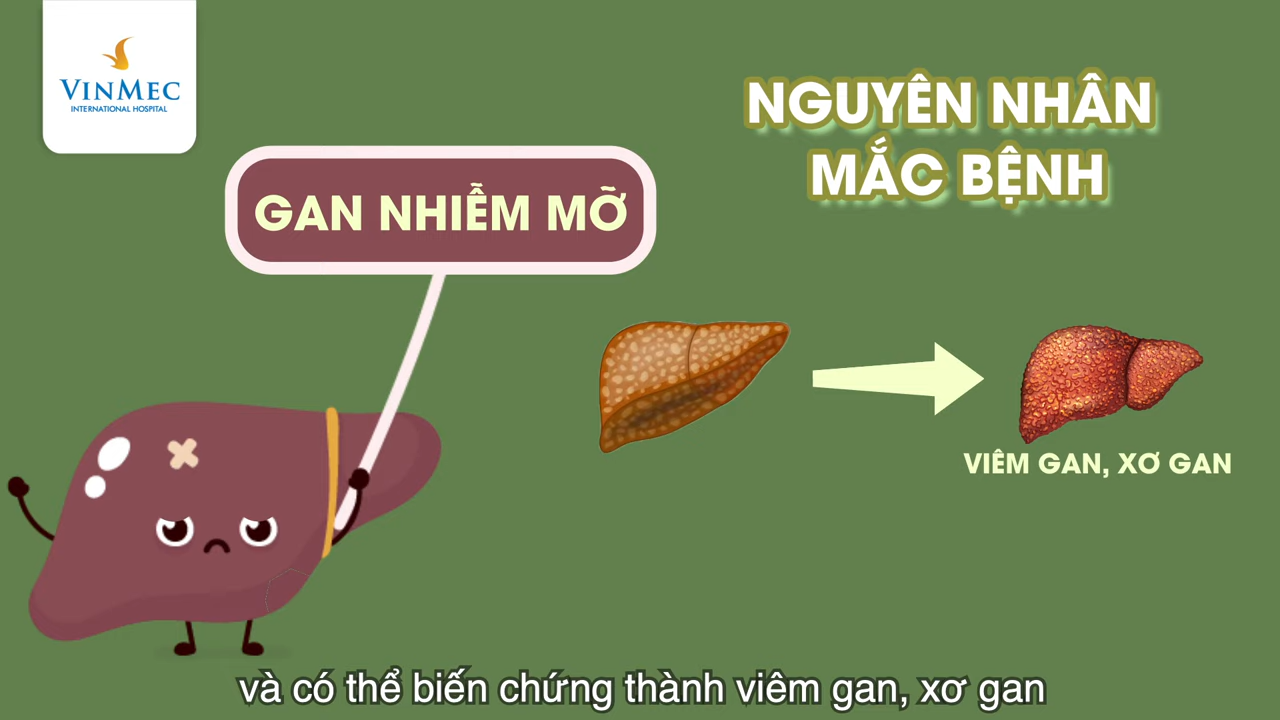 VINMEC
INTERNATIONAL HOSPITAL
NGUYÊN NHÂN
MẮC BỆNH
GAN NHIỄM MỠ
VIÊM GAN, XƠ GAN
và có thể biến chứng thành viêm gan, xơ gan